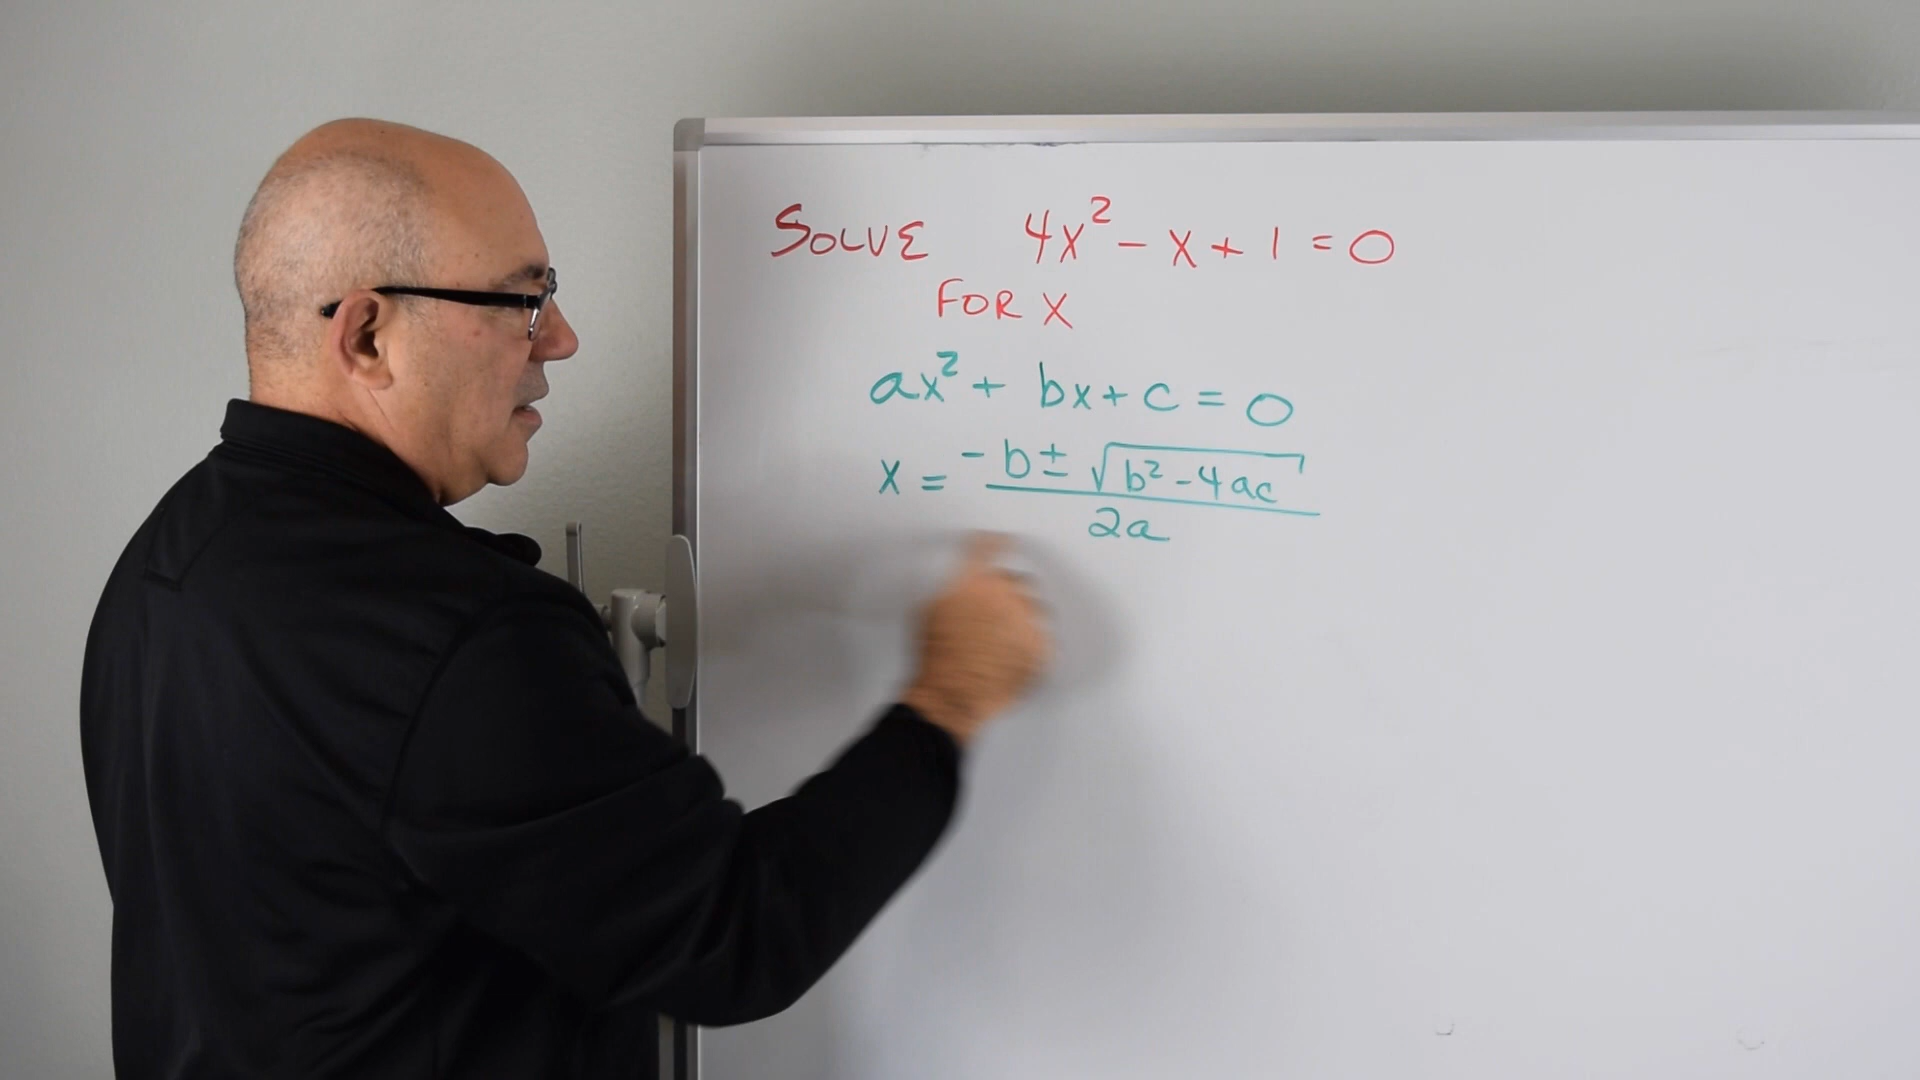 SOLVE 4x² - x + 1 = 0
FOR X
ax² + bx + c = 0
x = -b ± √(b² - 4ac) / 2a